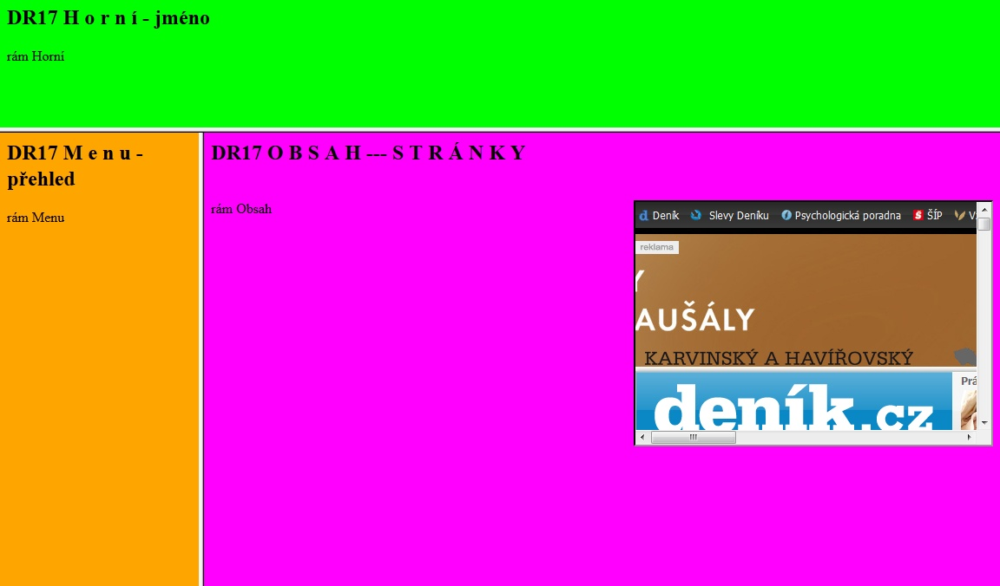 DR17 H o r n í - jméno
rám Horní
DR17 M e n u -
přehled
rám Menu
DR17 O B S A H --- S T R Á N K Y
rám Obsah
d Deník Slevy Deníku Psychologická poradna ŠÍP
reklama
Y
AUŠÁLY
KARVINSKÝ A HAVÍŘOVSKÝ
deník.cz
Prá